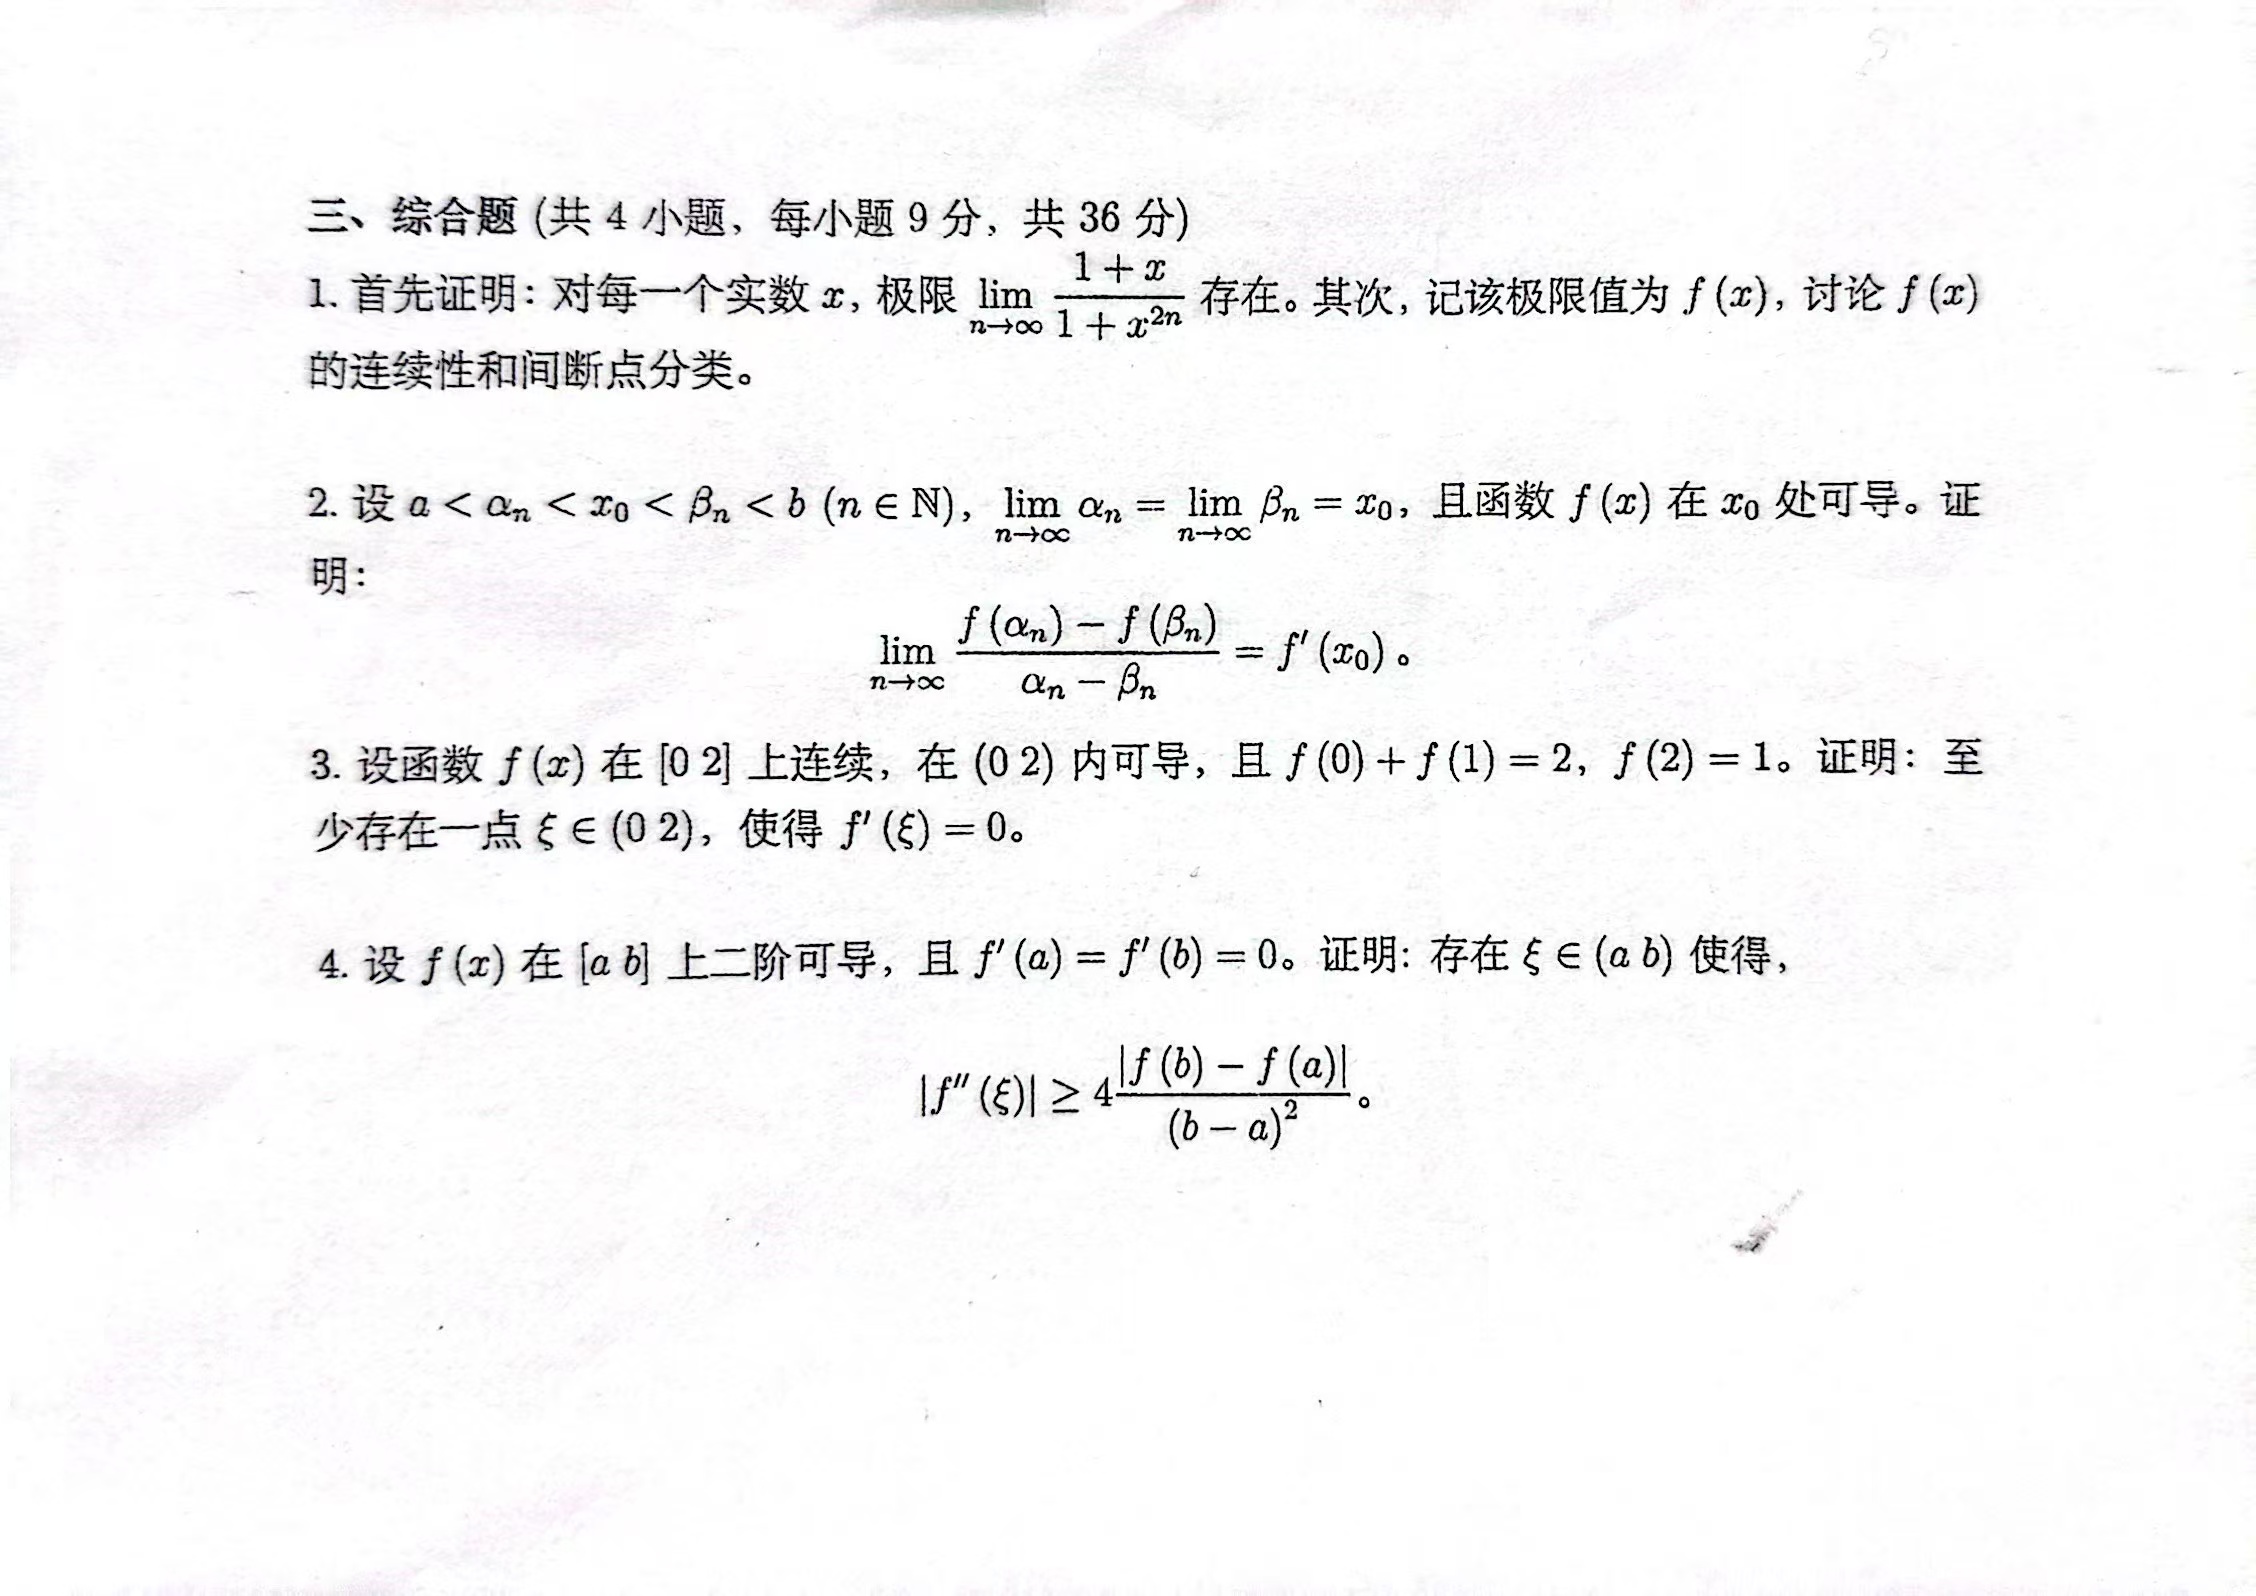 三、综合题 (共 4 小题，每小题 9 分，共 36 分)
1. 首先证明：对每一个实数 $x$, 极限 $\lim_{n\to\infty} \frac{1+x}{1+x^{2n}}$ 存在。其次, 记该极限值为 $f(x)$, 讨论 $f(x)$
的连续性和间断点分类。
2. 设 $a < \alpha_n < x_0 < \beta_n < b$ $(n \in \mathbb{N})$，$\lim_{n\to\infty} \alpha_n = \lim_{n\to\infty} \beta_n = x_0$，且函数 $f(x)$ 在 $x_0$ 处可导。证
明：
$\lim_{n\to\infty} \frac{f(\alpha_n) - f(\beta_n)}{\alpha_n - \beta_n} = f'(x_0)$。
3. 设函数 $f(x)$ 在 $[0\ 2]$ 上连续，在 $(0\ 2)$ 内可导，且 $f(0) + f(1) = 2$，$f(2) = 1$。证明：至
少存在一点 $\xi \in (0\ 2)$，使得 $f'(\xi) = 0$。
4. 设 $f(x)$ 在 $[a\ b]$ 上二阶可导，且 $f'(a) = f'(b) = 0$。证明: 存在 $\xi \in (a\ b)$ 使得,
$|f''(\xi)| \geq 4\frac{|f(b) - f(a)|}{(b-a)^2}$。